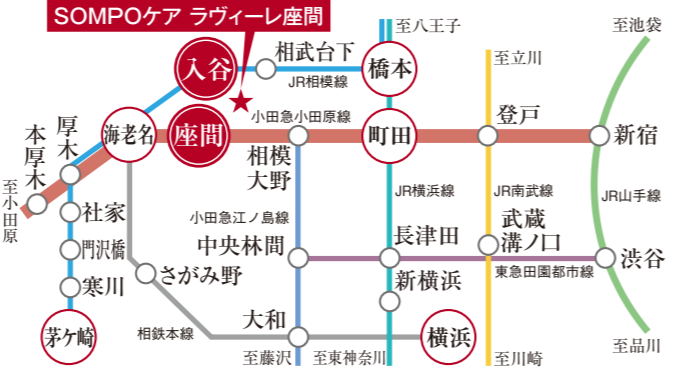 SOMPOケア ラヴィーレ座間
至八王子
至池袋
入谷
相武台下
橋本
至立川
JR相模線
小田急小田原線
登戸
本厚木
厚木
海老名
座間
町田
新宿
相模
大野
至小田原
社家
JR横浜線
JR南武線
JR山手線
小田急江ノ島線
武蔵
溝ノ口
門沢橋
中央林間
長津田
渋谷
さがみ野
東急田園都市線
新横浜
寒川
大和
茅ケ崎
相鉄本線
横浜
至藤沢
至東神奈川
至川崎
至品川